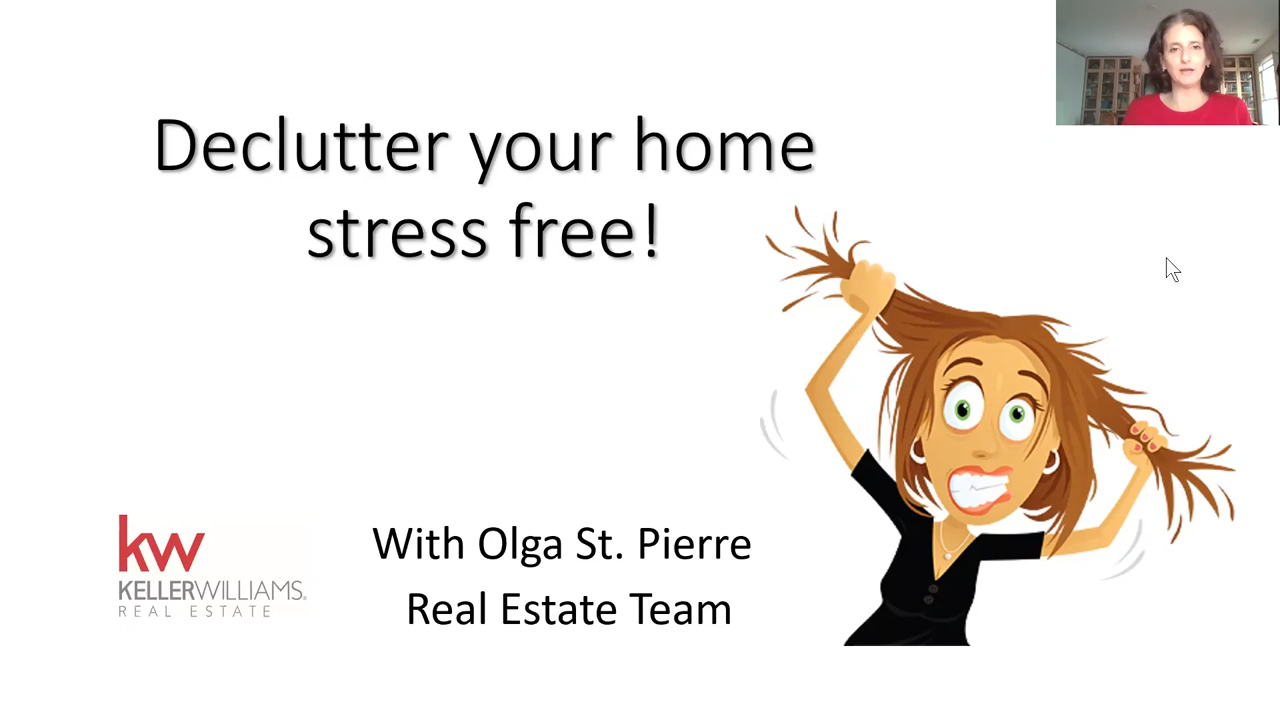 Declutter your home
stress free!
kw
KELLERWILLIAMS.
REAL ESTATE
With Olga St. Pierre
Real Estate Team